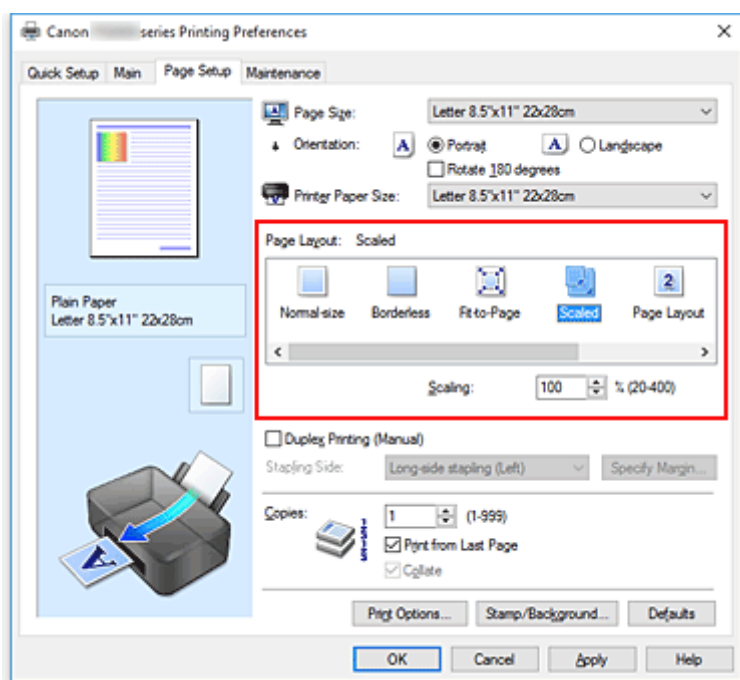 Canon series Printing Preferences
Quick Setup Main Page Setup Maintenance
Page Size: Letter 8.5"x11" 22x28cm
Orientation: A Portrait A Landscape
Rotate 180 degrees
Printer Paper Size: Letter 8.5"x11" 22x28cm
Page Layout: Scaled
2
Normal-size Borderless Fit-to-Page Scaled Page Layout
Scaling: 100 % (20-400)
Plain Paper
Letter 8.5"x11" 22x28cm
Duplex Printing (Manual)
Stapling Side: Long-side stapling (Left) Specify Margin...
Copies: 1 (1-999)
Print from Last Page
Collate
A
Print Options... Stamp/Background... Defaults
OK Cancel Apply Help